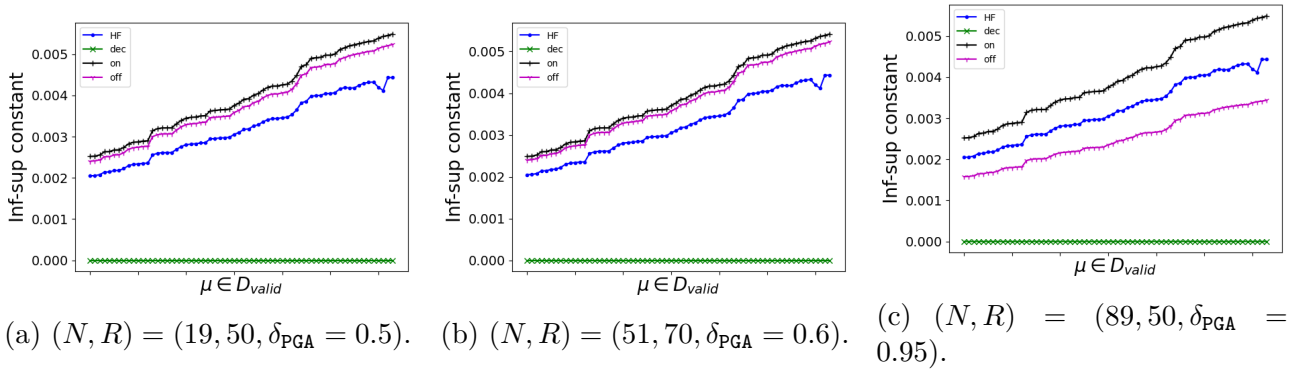 HF
dec
on
off
0.005
0.004
0.003
0.002
0.001
0.000
Inf-sup constant
μ ∈ D_valid
(a) (N, R) = (19, 50, δ_PGA = 0.5).
HF
dec
on
off
0.005
0.004
0.003
0.002
0.001
0.000
Inf-sup constant
μ ∈ D_valid
(b) (N, R) = (51, 70, δ_PGA = 0.6).
HF
dec
on
off
0.005
0.004
0.003
0.002
0.001
0.000
Inf-sup constant
μ ∈ D_valid
(c) (N, R) = (89, 50, δ_PGA =
0.95).